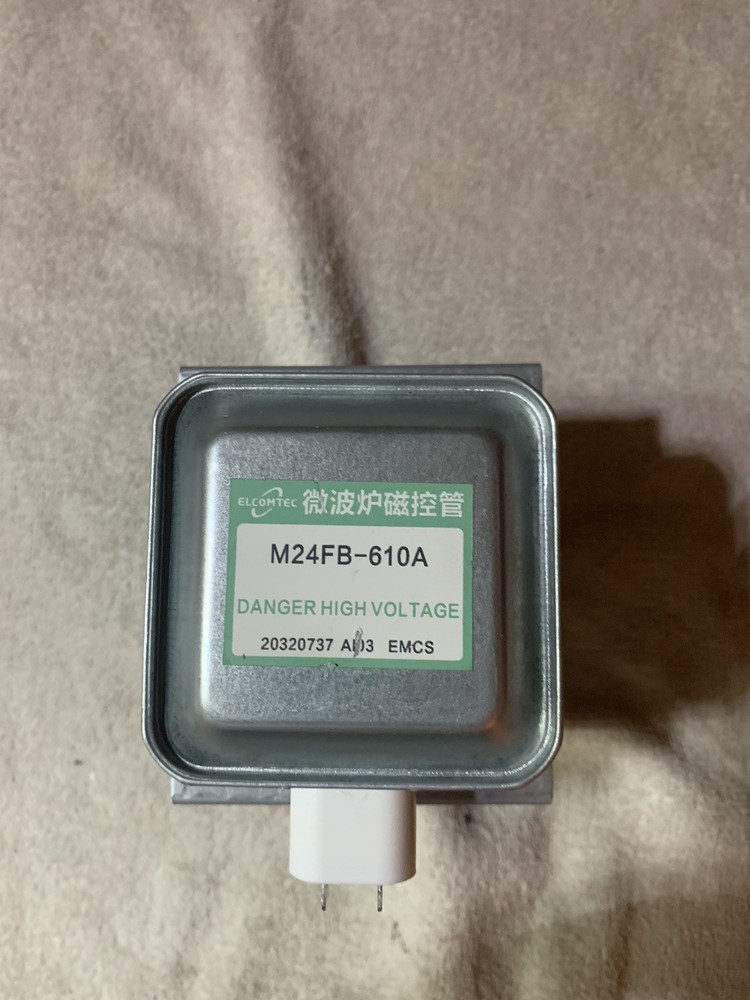 ELCOMTEC 微波炉磁控管
M24FB-610A
DANGER HIGH VOLTAGE
20320737 EMCS